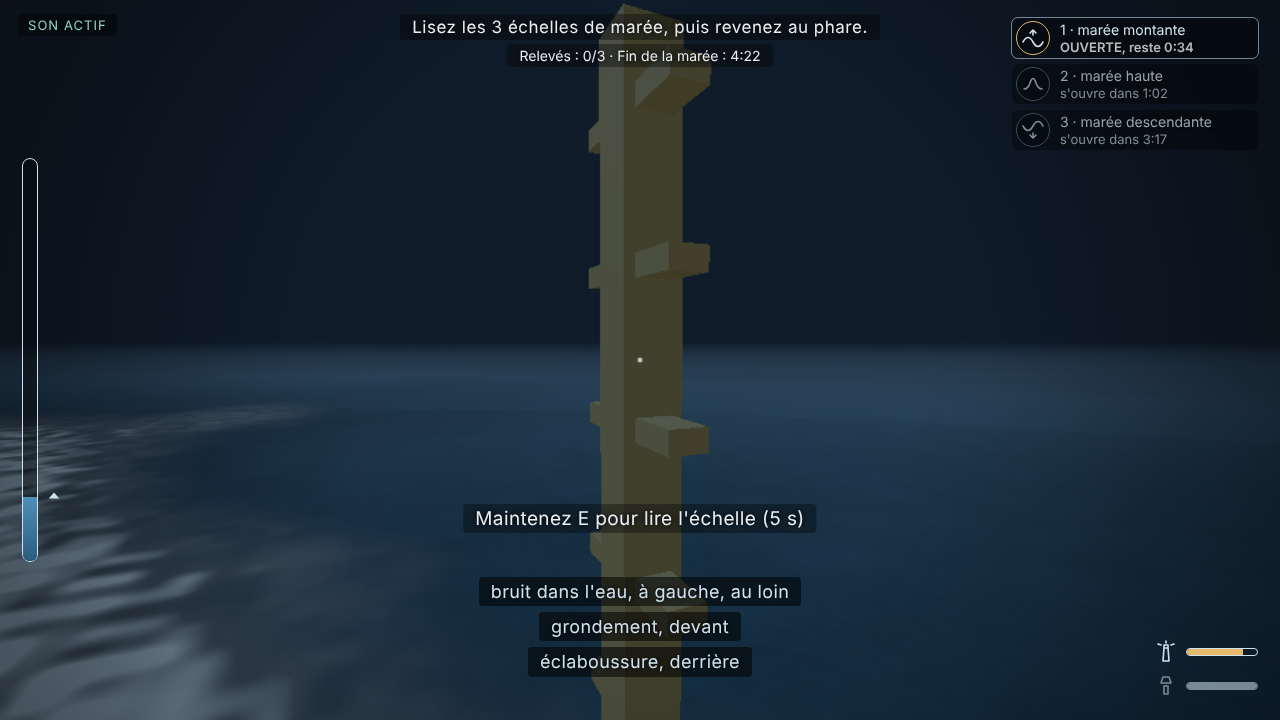 SON ACTIF
Lisez les 3 échelles de marée, puis revenez au phare.
Relevés : 0/3 · Fin de la marée : 4:22
1 · marée montante
OUVERTE, reste 0:34
2 · marée haute
s'ouvre dans 1:02
3 · marée descendante
s'ouvre dans 3:17
Maintenez E pour lire l'échelle (5 s)
bruit dans l'eau, à gauche, au loin
grondement, devant
éclaboussure, derrière